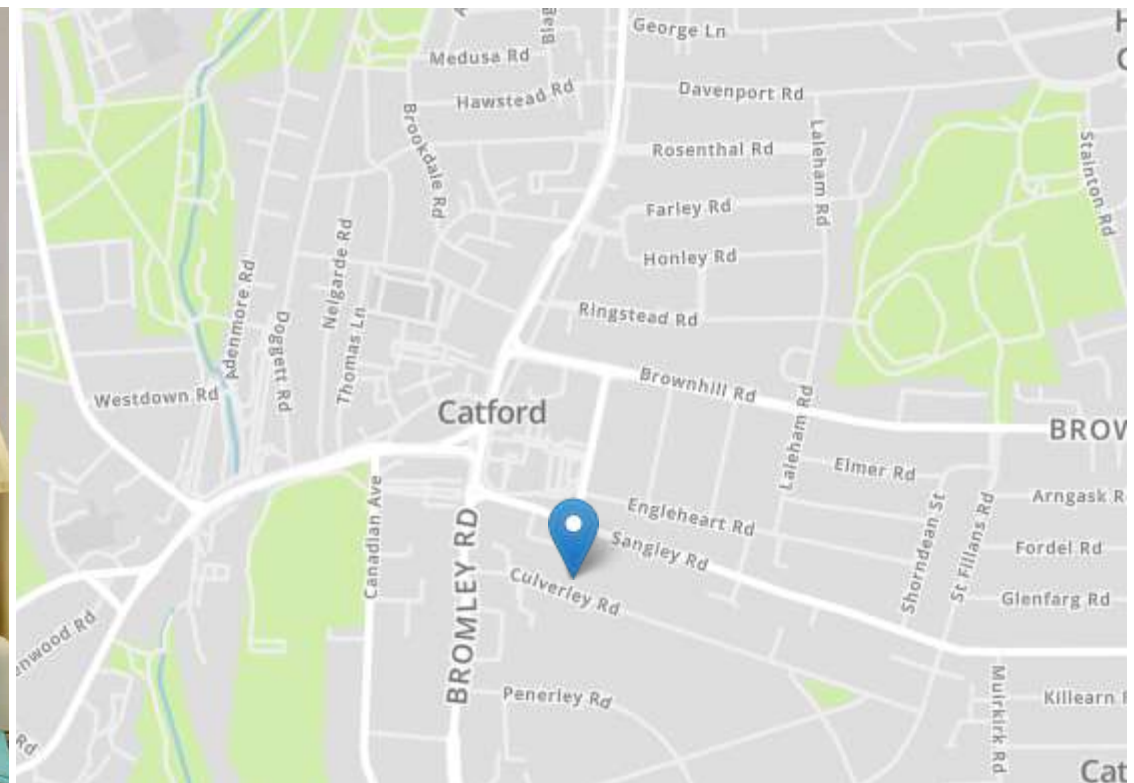 George Ln
Medusa Rd
Hawstead Rd
Davenport Rd
Brookdale Rd
Rosenthal Rd
Laleham Rd
Stainton Rd
Farley Rd
Honley Rd
Nelgarde Rd
Adenmore Rd
Doggett Rd
Thomas Ln
Ringstead Rd
Westdown Rd
Brownhill Rd
Catford
Laleham Rd
BROW
Elmer Rd
Canadian Ave
Engleheart Rd
Arngask R
Sangley Rd
Shorndean St
St Fillans Rd
Fordel Rd
BROMLEY RD
Culverley Rd
Glenfarg Rd
enwood Rd
Penerley Rd
Muirkirk Rd
Killearn
Rd
Cat